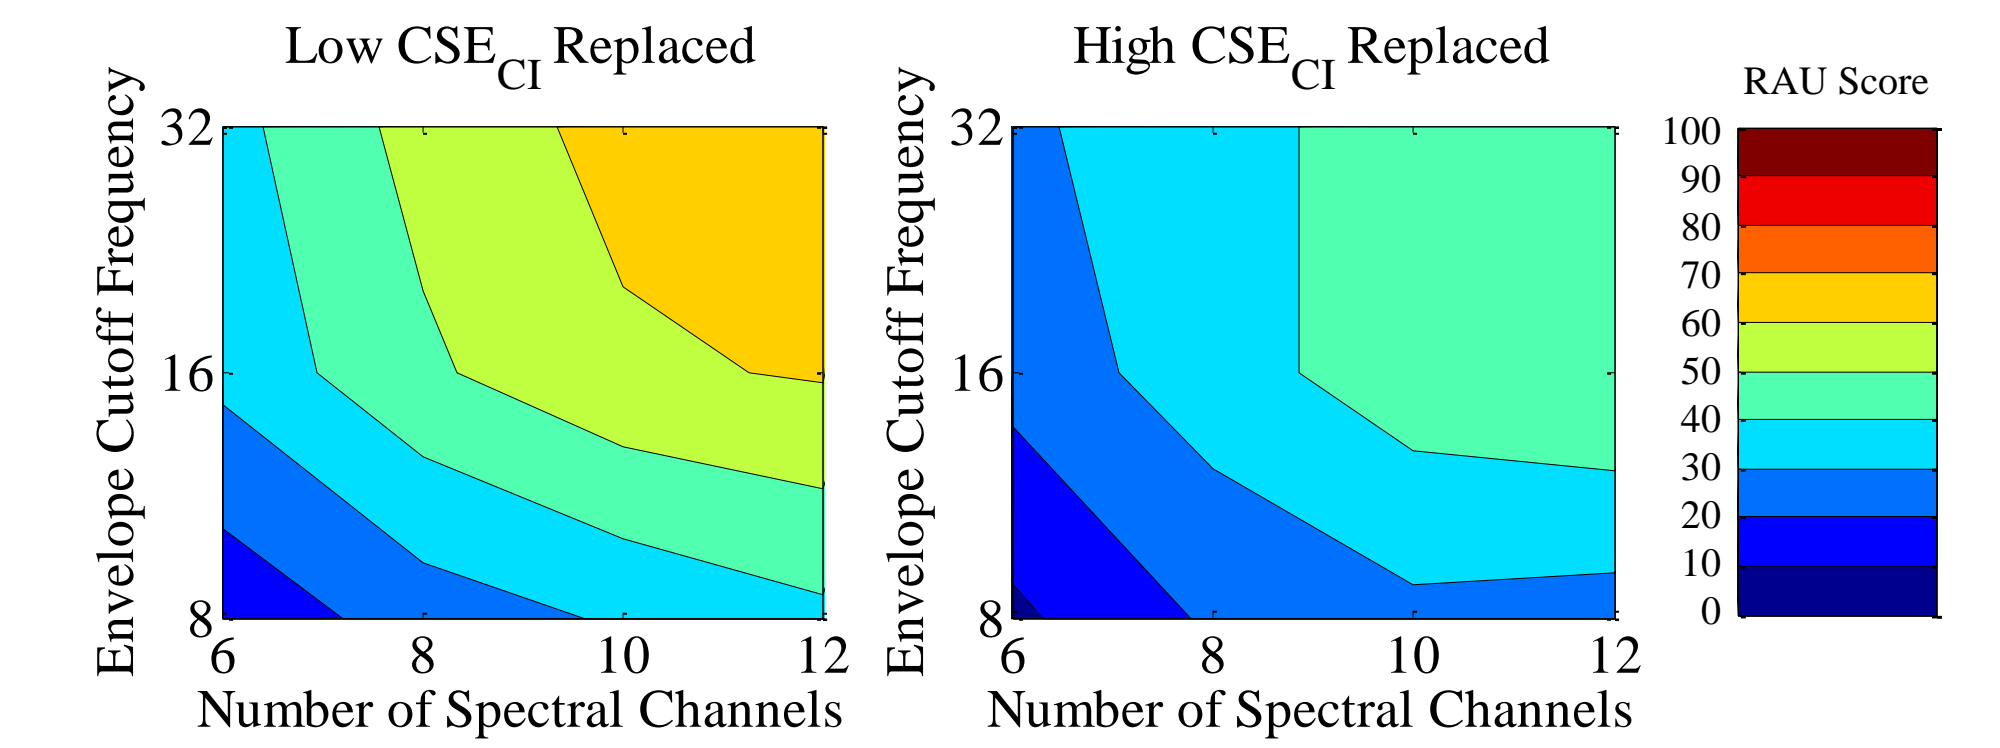 Low CSE_CI Replaced
Envelope Cutoff Frequency
32
16
8
6 8 10 12
Number of Spectral Channels
High CSE_CI Replaced
Envelope Cutoff Frequency
32
16
8
6 8 10 12
Number of Spectral Channels
RAU Score
100
90
80
70
60
50
40
30
20
10
0